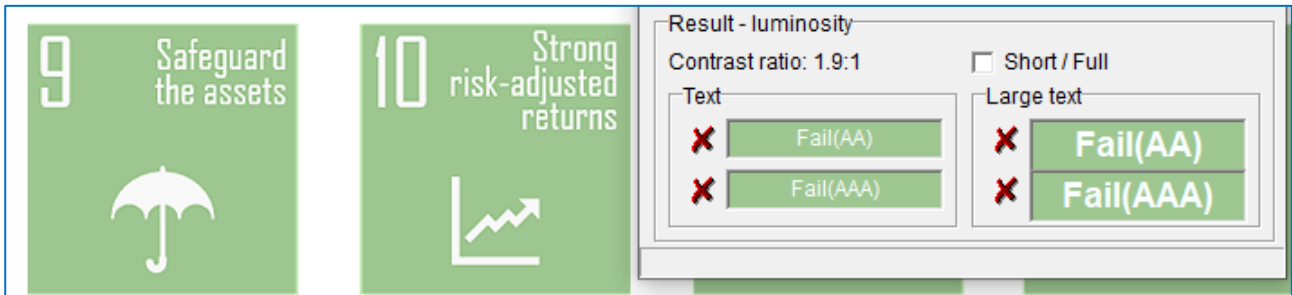 9
Safeguard
the assets
10
Strong
risk-adjusted
returns
Result - luminosity
Contrast ratio: 1.9:1
Short / Full
Text
Fail(AA)
Fail(AAA)
Large text
Fail(AA)
Fail(AAA)